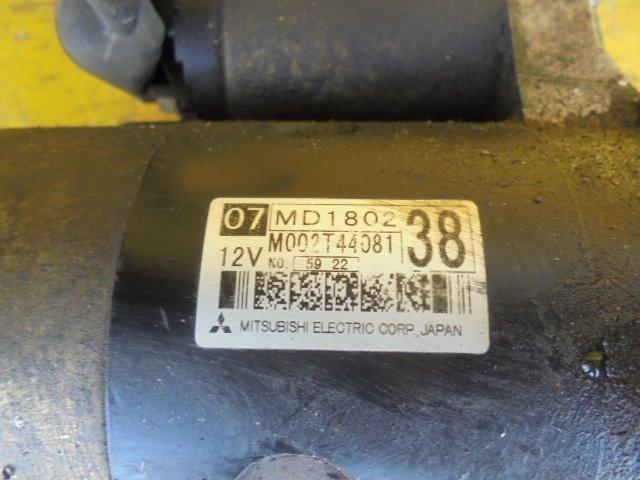 07 MD1802 38
12V M002T44081
NO. 59 22
MITSUBISHI ELECTRIC CORP., JAPAN